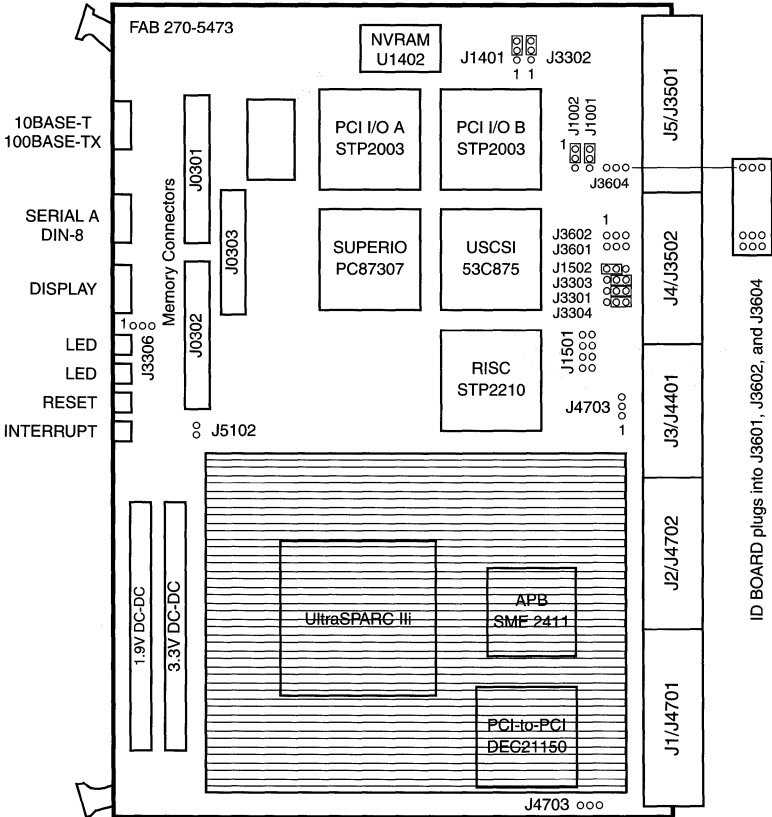 FAB 270-5473
NVRAM
U1402
J1401
J3302
1 1
10BASE-T
100BASE-TX
J0301
PCI I/O A
STP2003
PCI I/O B
STP2003
J1002
J1001
1
J3604
J5/J3501
SERIAL A
DIN-8
Memory Connectors
J0303
SUPERIO
PC87307
USCSI
53C875
1
J3602
J3601
J1502
J3303
J3301
J3304
J4/J3502
DISPLAY
1
J3306
J0302
LED
LED
RESET
INTERRUPT
J5102
RISC
STP2210
J1501
J4703
1
J3/J4401
ID BOARD plugs into J3601, J3602, and J3604
1.9V DC-DC
3.3V DC-DC
UltraSPARC IIi
APB
SME 2411
J2/J4702
PCI-to-PCI
DEC21150
J1/J4701
J4703